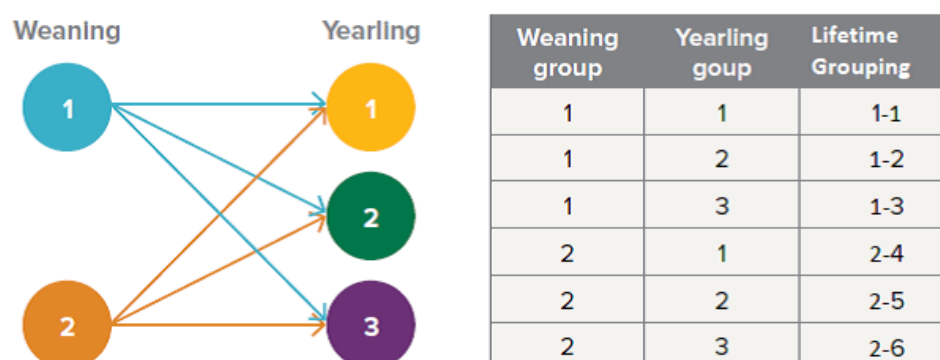 Weaning
Yearling
1
1
2
2
3
Weaning group
Yearling goup
Lifetime Grouping
1 1 1-1
1 2 1-2
1 3 1-3
2 1 2-4
2 2 2-5
2 3 2-6